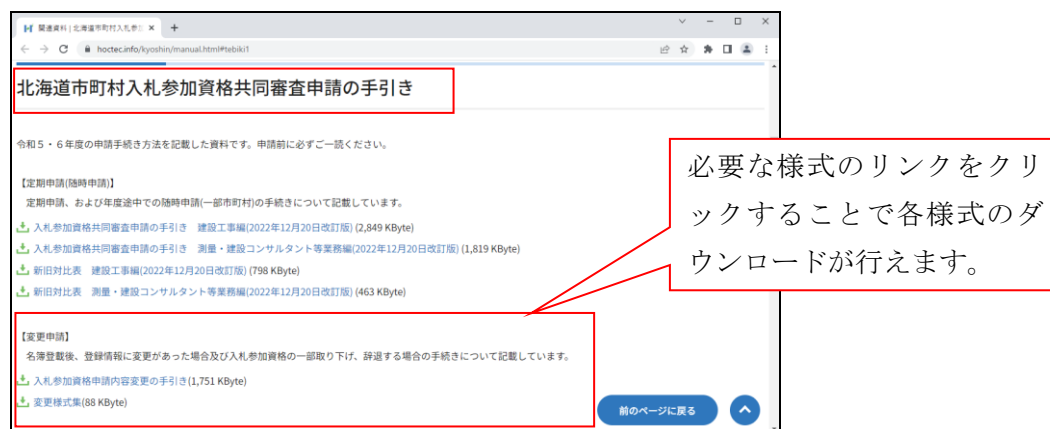 関連資料 | 北海道市町村入札参
hoctec.info/kyoshin/manual.html#tebiki1
北海道市町村入札参加資格共同審査申請の手引き
令和５・６年度の申請手続き方法を記載した資料です。申請前に必ずご一読ください。
【定期申請(随時申請)】
定期申請、および年度途中での随時申請(一部市町村)の手続きについて記載しています。
入札参加資格共同審査申請の手引き　建設工事編(2022年12月20日改訂版) (2,849 KByte)
入札参加資格共同審査申請の手引き　測量・建設コンサルタント等業務編(2022年12月20日改訂版) (1,819 KByte)
新旧対比表　建設工事編(2022年12月20日改訂版) (798 KByte)
新旧対比表　測量・建設コンサルタント等業務編(2022年12月20日改訂版) (463 KByte)
【変更申請】
名簿登載後、登録情報に変更があった場合及び入札参加資格の一部取り下げ、辞退する場合の手続きについて記載しています。
入札参加資格申請内容変更の手引き(1,751 KByte)
変更様式集(88 KByte)
前のページに戻る
必要な様式のリンクをクリ
ックすることで各様式のダ
ウンロードが行えます。